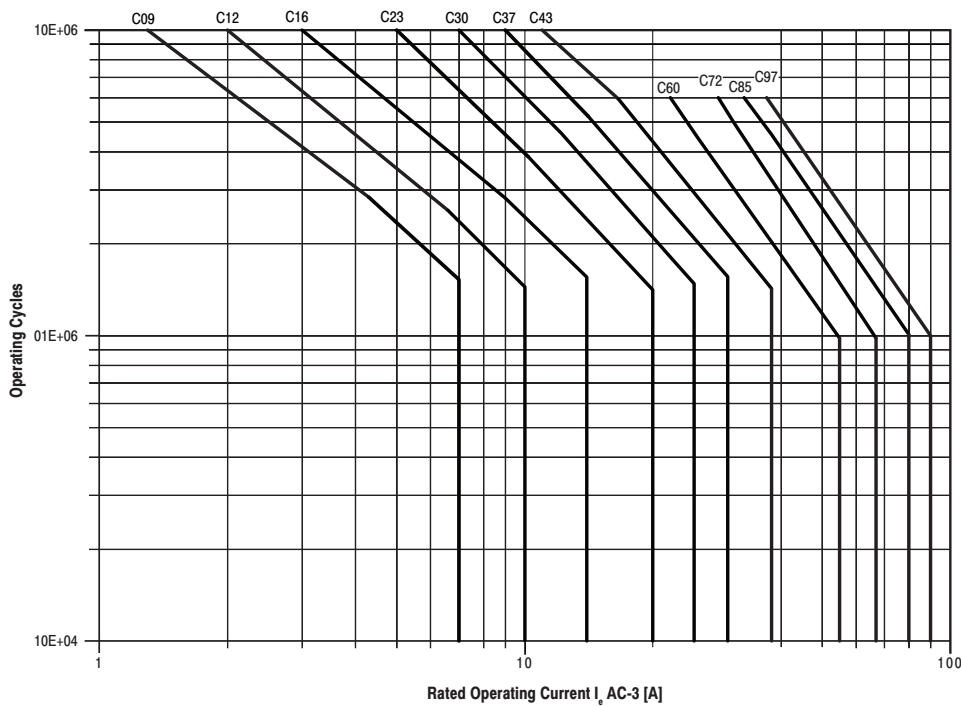 C09 C12 C16 C23 C30 C37 C43
10E+06
C60 C72 C85 C97
01E+06
10E+04
Operating Cycles
1 10 100
Rated Operating Current Ie AC-3 [A]